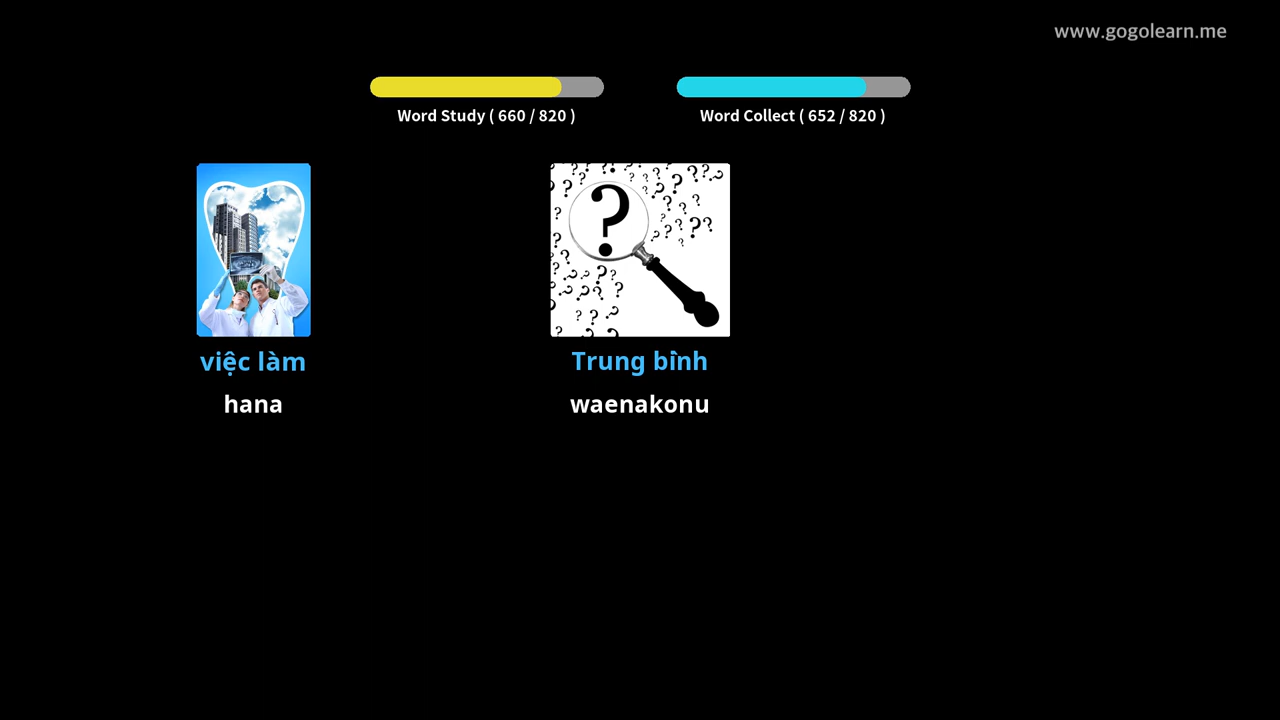 www.gogolearn.me
Word Study ( 660 / 820 )
Word Collect ( 652 / 820 )
việc làm
hana
Trung bình
waenakonu